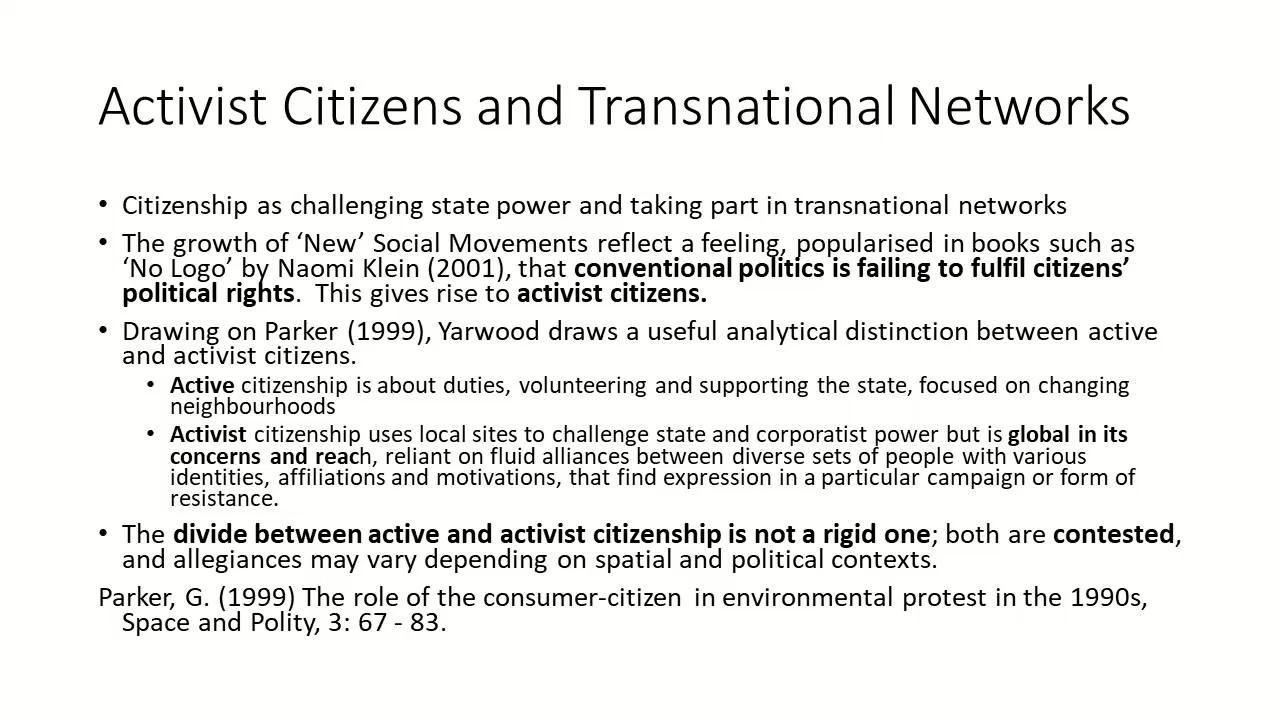 Activist Citizens and Transnational Networks
• Citizenship as challenging state power and taking part in transnational networks
• The growth of ‘New’ Social Movements reflect a feeling, popularised in books such as
‘No Logo’ by Naomi Klein (2001), that conventional politics is failing to fulfil citizens’
political rights.  This gives rise to activist citizens.
• Drawing on Parker (1999), Yarwood draws a useful analytical distinction between active
and activist citizens.
• Active citizenship is about duties, volunteering and supporting the state, focused on changing
neighbourhoods
• Activist citizenship uses local sites to challenge state and corporatist power but is global in its
concerns and reach, reliant on fluid alliances between diverse sets of people with various
identities, affiliations and motivations, that find expression in a particular campaign or form of
resistance.
• The divide between active and activist citizenship is not a rigid one; both are contested,
and allegiances may vary depending on spatial and political contexts.
Parker, G. (1999) The role of the consumer-citizen in environmental protest in the 1990s,
Space and Polity, 3: 67 - 83.